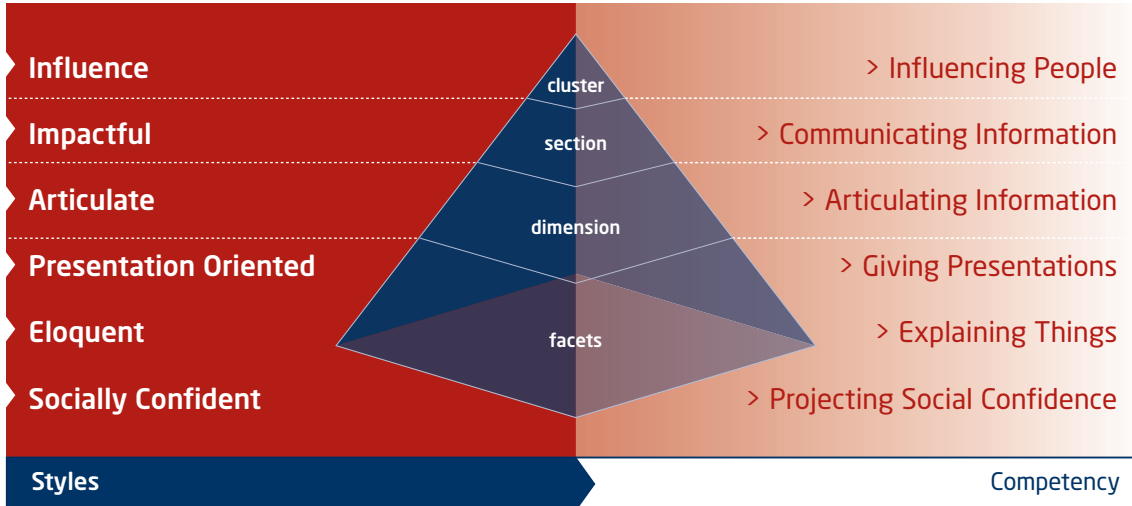 Influence
cluster
> Influencing People
Impactful
section
> Communicating Information
Articulate
dimension
> Articulating Information
Presentation Oriented
> Giving Presentations
Eloquent
facets
> Explaining Things
Socially Confident
> Projecting Social Confidence
Styles
Competency